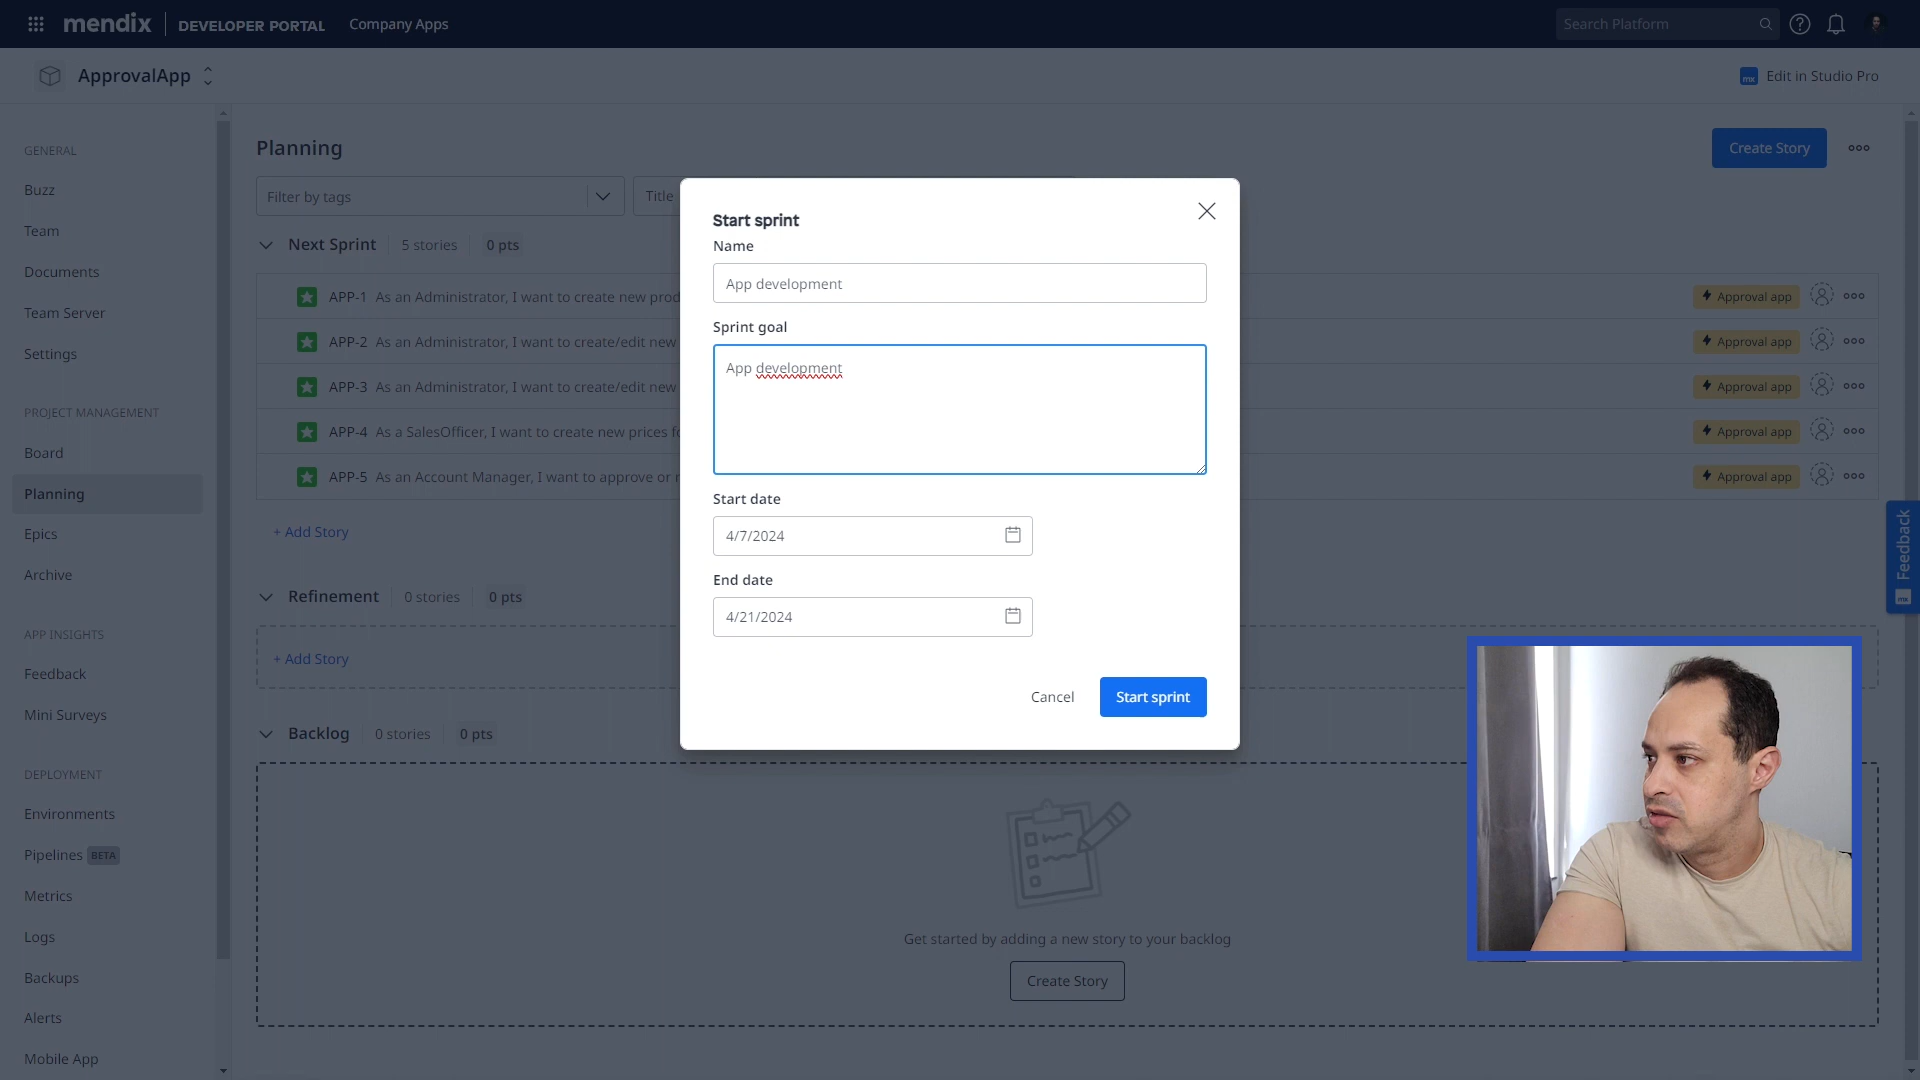 mendix DEVELOPER PORTAL Company Apps Search Platform
ApprovalApp Edit in Studio Pro
GENERAL
Buzz
Team
Documents
Team Server
Settings
PROJECT MANAGEMENT
Board
Planning
Epics
Archive
APP INSIGHTS
Feedback
Mini Surveys
DEPLOYMENT
Environments
Pipelines BETA
Metrics
Logs
Backups
Alerts
Mobile App
Planning Create Story
Filter by tags Title
Next Sprint 5 stories 0 pts
APP-1 As an Administrator, I want to create new prod Approval app
APP-2 As an Administrator, I want to create/edit new Approval app
APP-3 As an Administrator, I want to create/edit new Approval app
APP-4 As a SalesOfficer, I want to create new prices fo Approval app
APP-5 As an Account Manager, I want to approve or r Approval app
+ Add Story
Refinement 0 stories 0 pts
+ Add Story
Backlog 0 stories 0 pts
Get started by adding a new story to your backlog
Create Story
Start sprint
Name
App development
Sprint goal
App development
Start date
4/7/2024
End date
4/21/2024
Cancel Start sprint
Feedback
mx